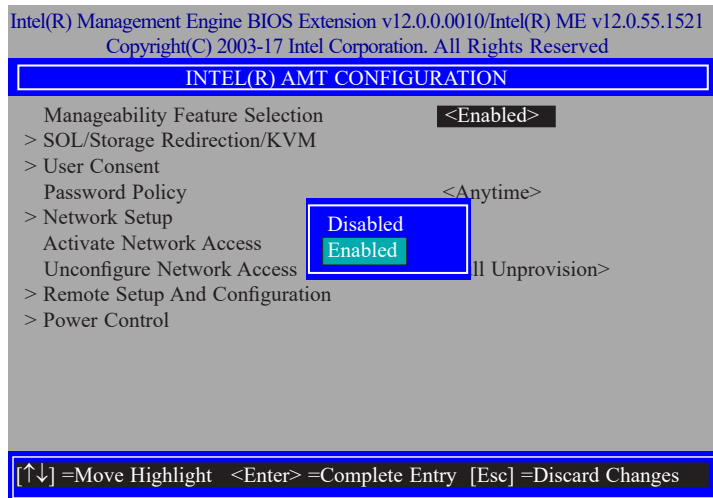 Intel(R) Management Engine BIOS Extension v12.0.0.0010/Intel(R) ME v12.0.55.1521
Copyright(C) 2003-17 Intel Corporation. All Rights Reserved
INTEL(R) AMT CONFIGURATION
Manageability Feature Selection <Enabled>
> SOL/Storage Redirection/KVM
> User Consent
Password Policy <Anytime>
> Network Setup
Activate Network Access
Unconfigure Network Access ll Unprovision>
> Remote Setup And Configuration
> Power Control
Disabled
Enabled
[↑↓] =Move Highlight <Enter> =Complete Entry [Esc] =Discard Changes